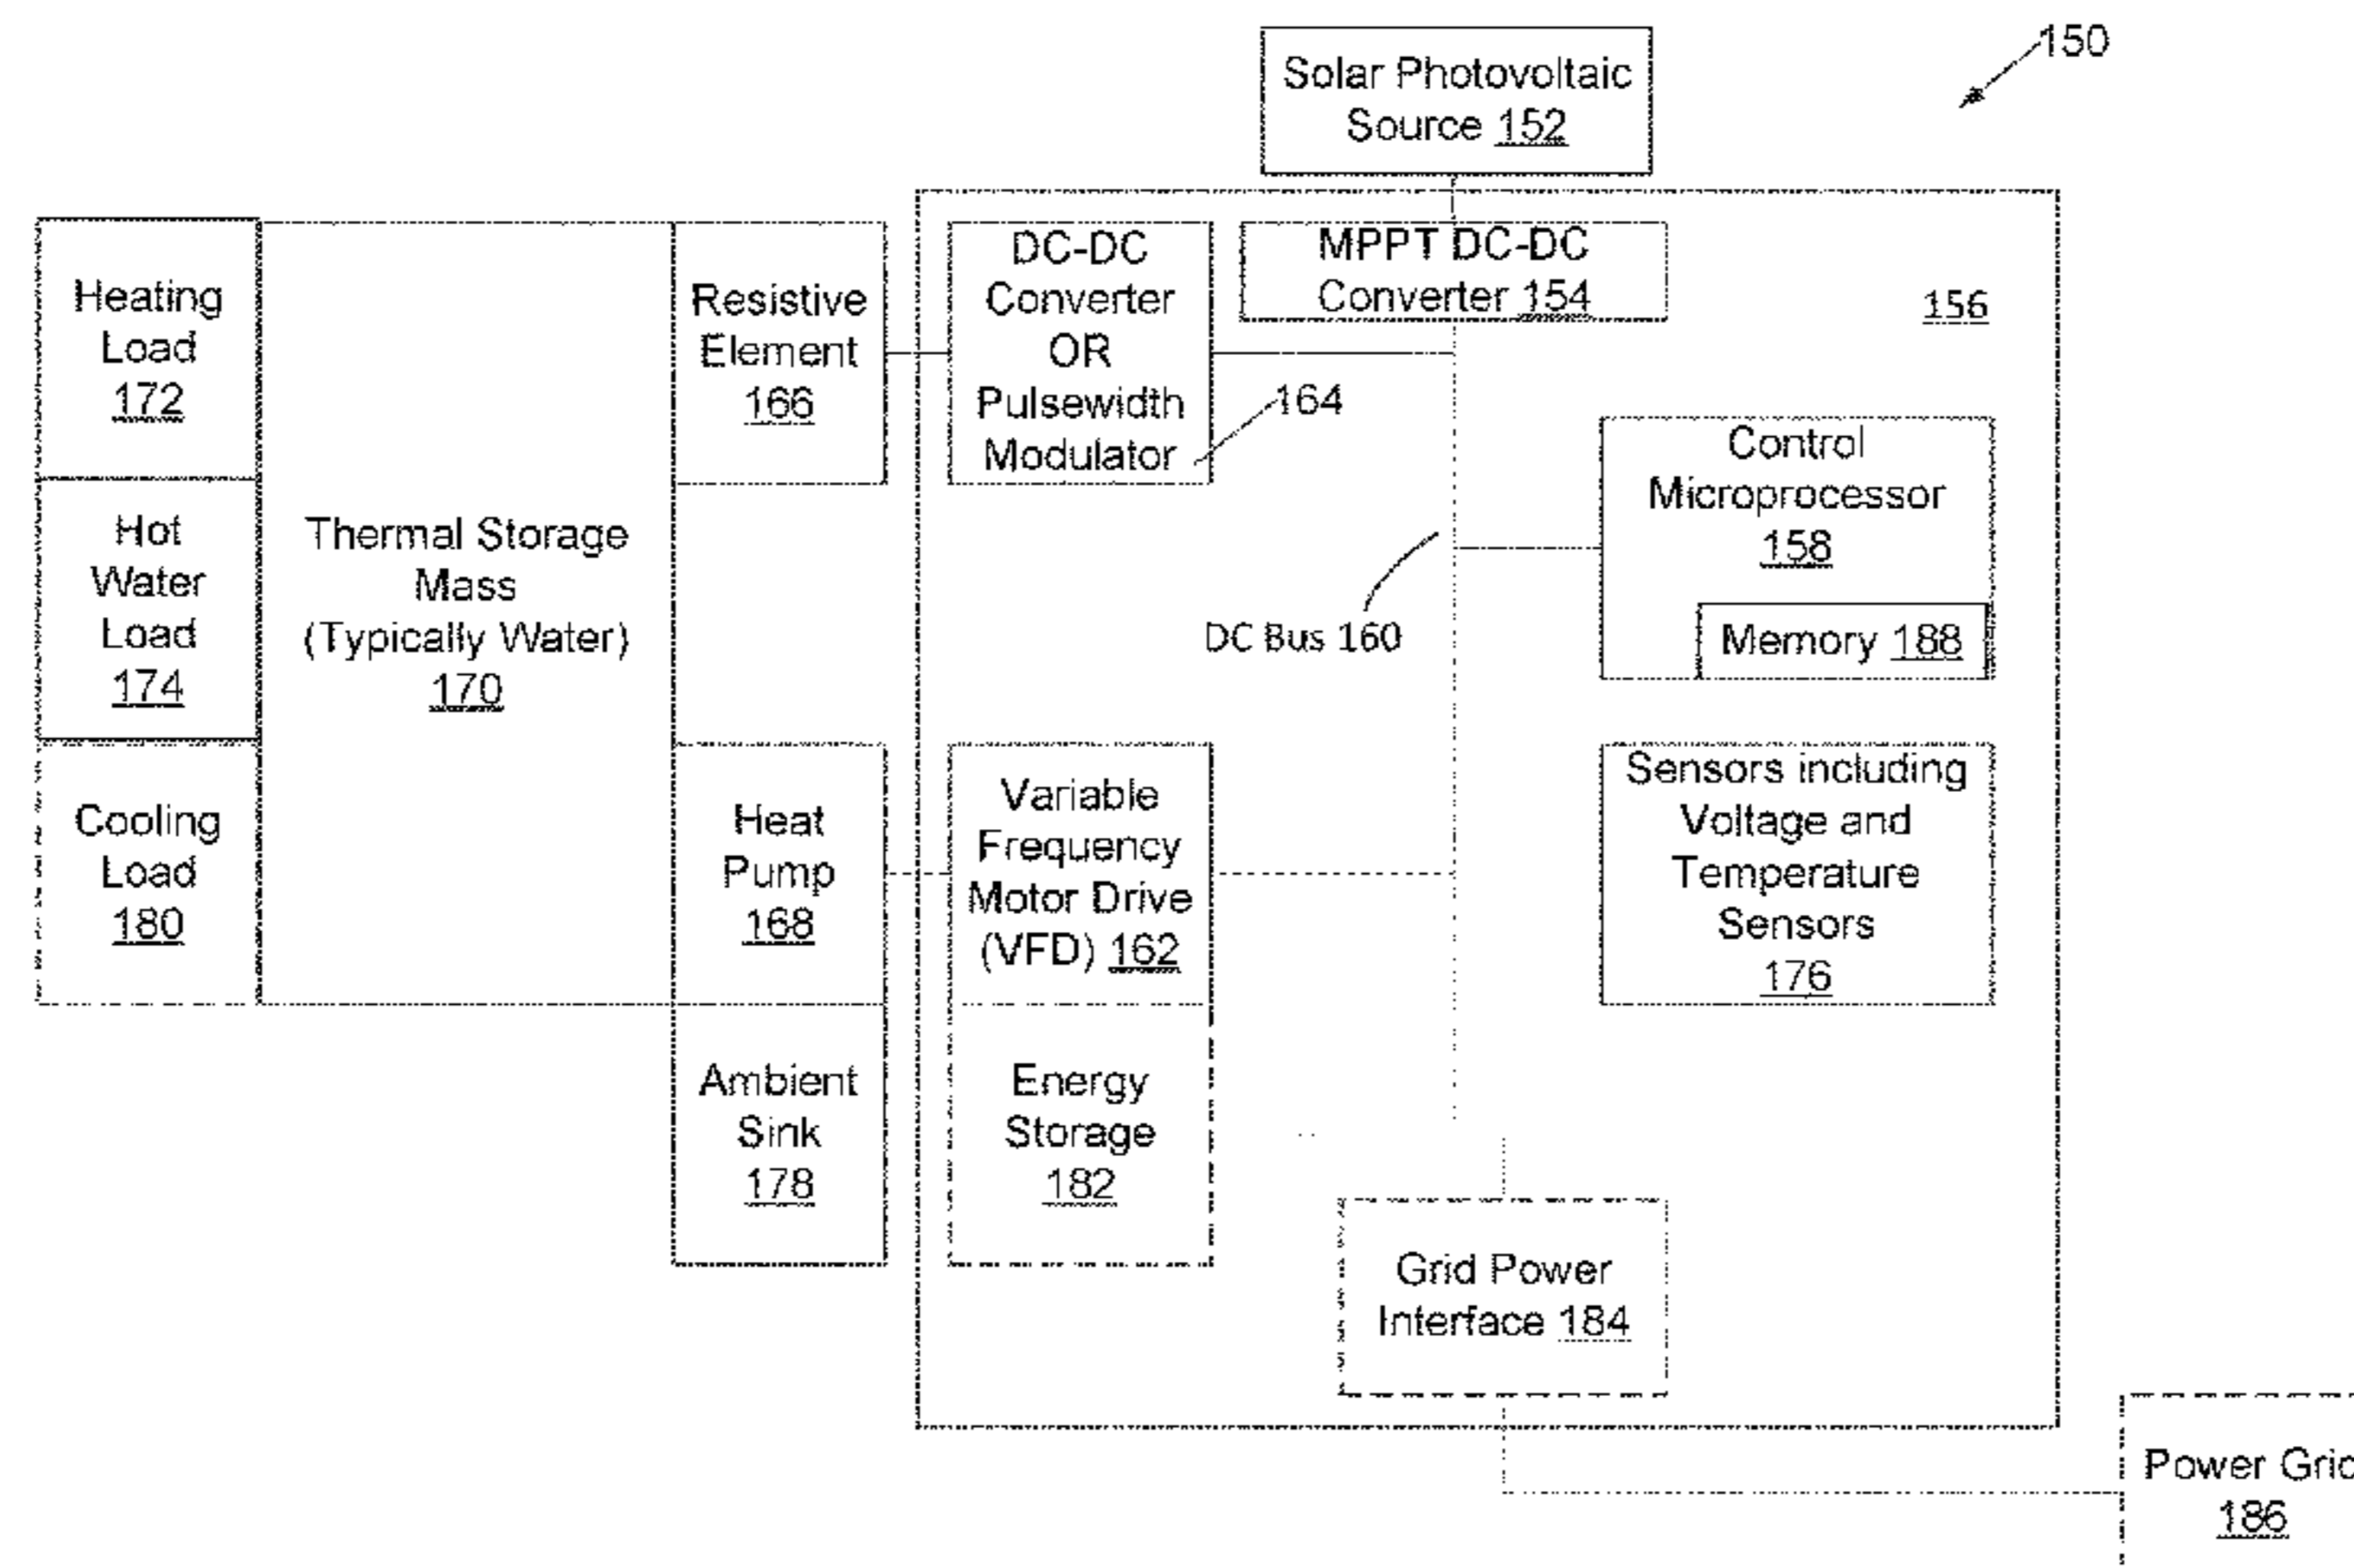 150
Solar Photovoltaic
Source 152
MPPT DC-DC
Converter 154
156
Heating
Load
172
Hot
Water
Load
174
Cooling
Load
180
Thermal Storage
Mass
(Typically Water)
170
Resistive
Element
166
DC-DC
Converter
OR
Pulsewidth
Modulator
164
Control
Microprocessor
158
Memory 188
DC Bus 160
Heat
Pump
168
Variable
Frequency
Motor Drive
(VFD) 162
Sensors including
Voltage and
Temperature
Sensors
176
Ambient
Sink
178
Energy
Storage
182
Grid Power
Interface 184
Power Grid
186